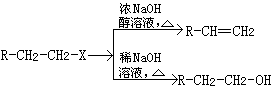 浓NaOH
醇溶液,△
R-CH=CH₂
R-CH₂-CH₂-X
稀NaOH
溶液,△
R-CH₂-CH₂-OH